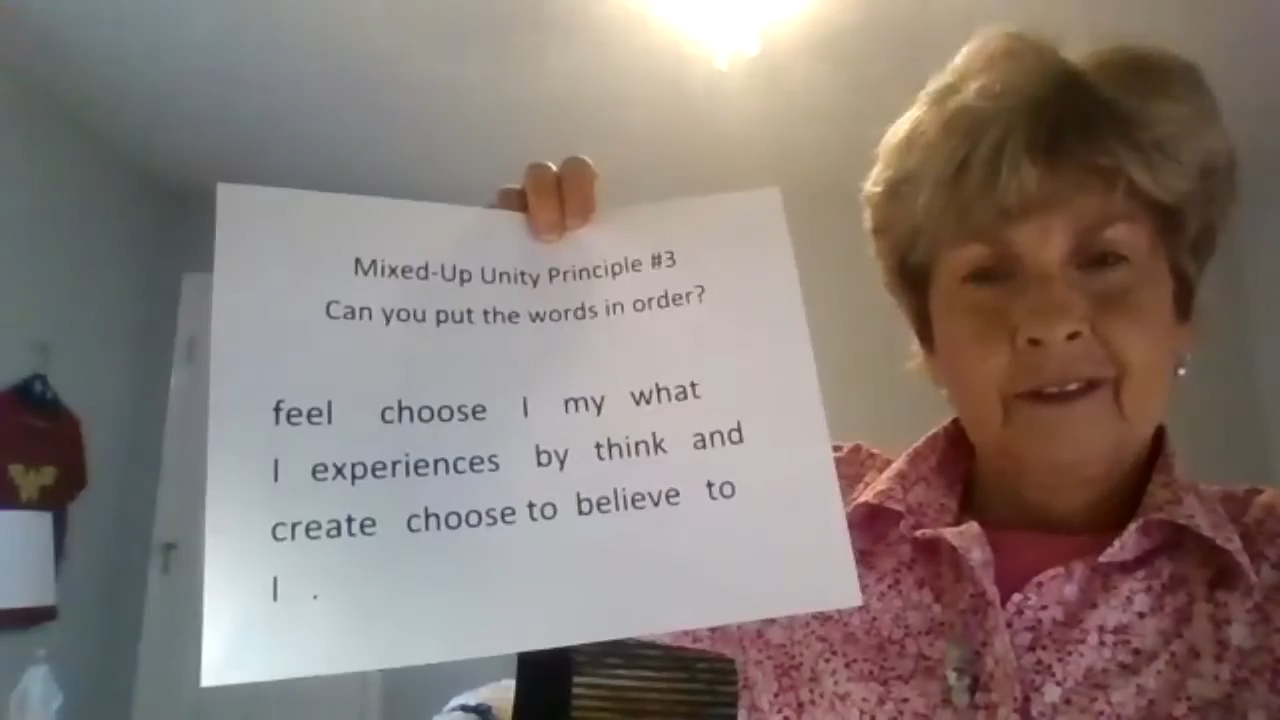 Mixed-Up Unity Principle #3
Can you put the words in order?
feel choose I my what
I experiences by think and
create choose to believe to
I .